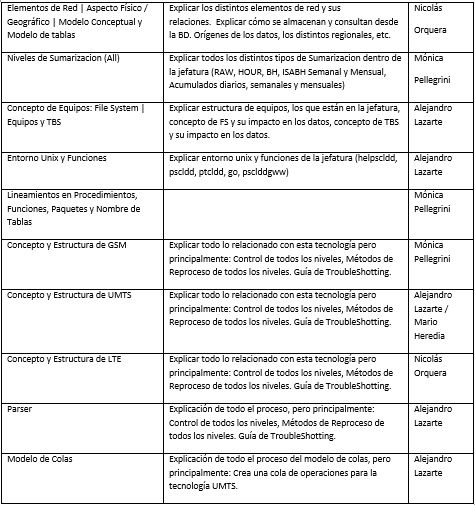 Elementos de Red | Aspecto Físico /
Geográfico | Modelo Conceptual y
Modelo de tablas
Explicar los distintos elementos de red y sus
relaciones. Explicar cómo se almacenan y consultan desde
la BD. Orígenes de los datos, los distintos regionales, etc.
Nicolás
Orquera
Niveles de Sumarizacion (All)
Explicar todos los distintos tipos de Sumarizacion dentro de
la jefatura (RAW, HOUR, BH, ISABH Semanal y Mensual,
Acumulados diarios, semanales y mensuales)
Mónica
Pellegrini
Concepto de Equipos: File System |
Equipos y TBS
Explicar estructura de equipos, los que están en la jefatura,
concepto de FS y su impacto en los datos, concepto de TBS
y su impacto en los datos.
Alejandro
Lazarte
Entorno Unix y Funciones
Explicar entorno unix y funciones de la jefatura (helpscldd,
pscldd, ptcldd, go, psclddgww)
Alejandro
Lazarte
Lineamientos en Procedimientos,
Funciones, Paquetes y Nombre de
Tablas
Mónica
Pellegrini
Concepto y Estructura de GSM
Explicar todo lo relacionado con esta tecnología pero
principalmente: Control de todos los niveles, Métodos de
Reproceso de todos los niveles. Guía de TroubleShotting.
Mónica
Pellegrini
Concepto y Estructura de UMTS
Explicar todo lo relacionado con esta tecnología pero
principalmente: Control de todos los niveles, Métodos de
Reproceso de todos los niveles. Guía de TroubleShotting.
Alejandro
Lazarte /
Mario
Heredia
Concepto y Estructura de LTE
Explicar todo lo relacionado con esta tecnología pero
principalmente: Control de todos los niveles, Métodos de
Reproceso de todos los niveles. Guía de TroubleShotting.
Nicolás
Orquera
Parser
Explicación de todo el proceso, pero principalmente:
Control de todos los niveles, Métodos de Reproceso de
todos los niveles. Guía de TroubleShotting.
Alejandro
Lazarte
Modelo de Colas
Explicación de todo el proceso del modelo de colas, pero
principalmente: Crea una cola de operaciones para la
tecnología UMTS.
Alejandro
Lazarte